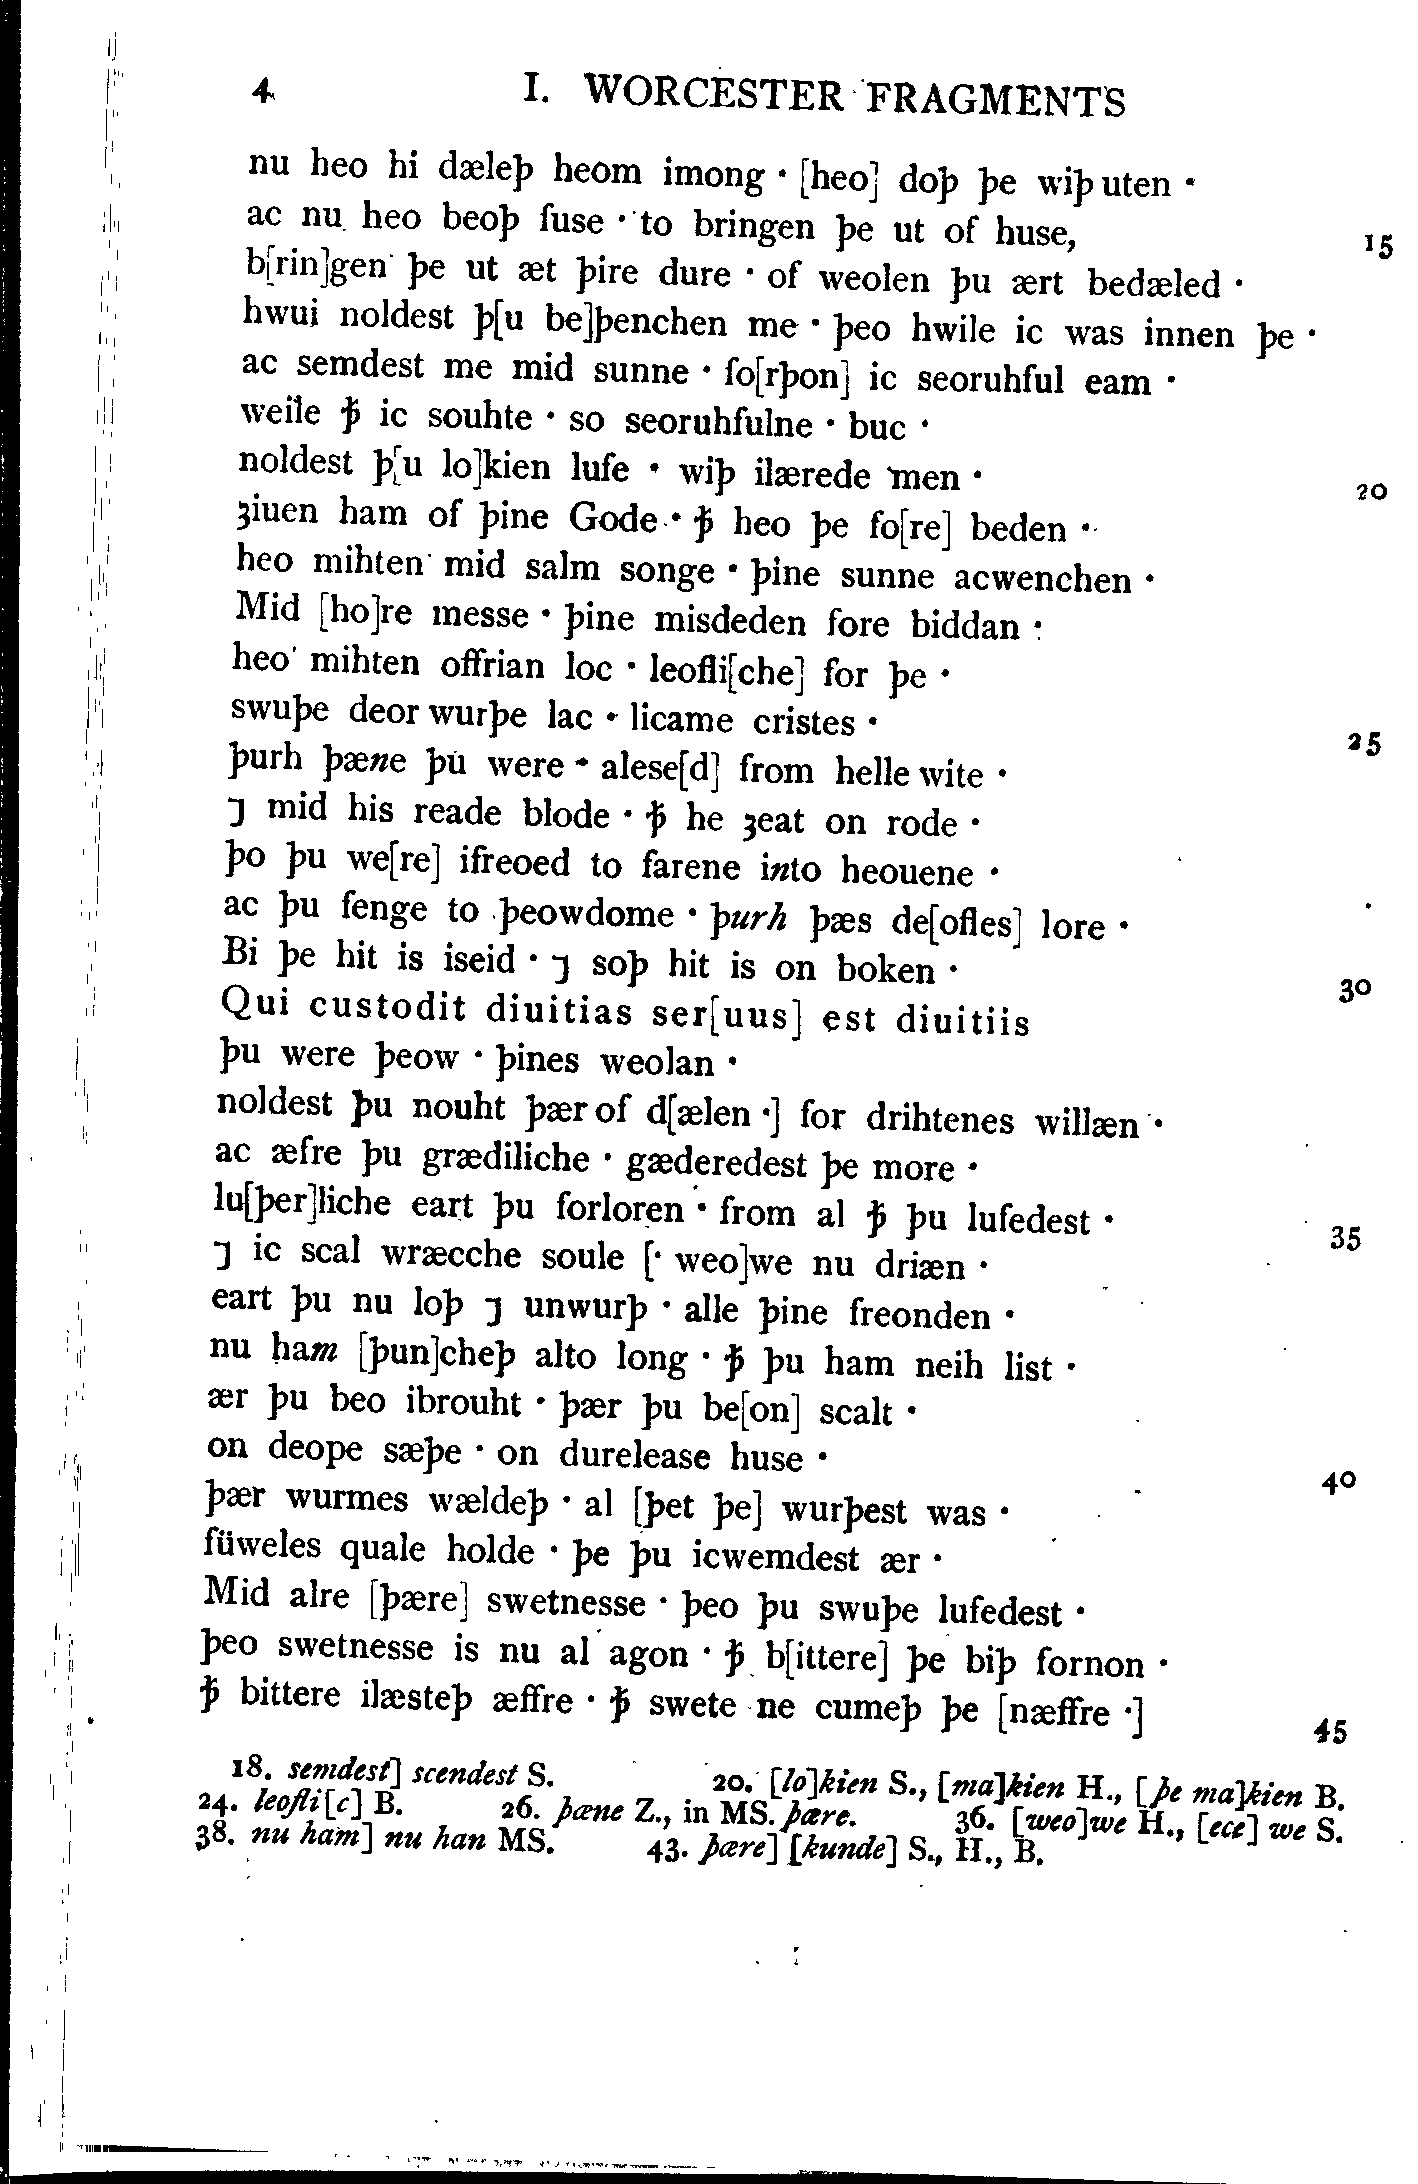 4 I. WORCESTER FRAGMENTS
nu heo hi dæleþ heom imong · [heo] doþ þe wiþ uten ·
ac nu heo beoþ fuse · to bringen þe ut of huse, 15
b[rin]gen þe ut æt þire dure · of weolen þu ært bedæled ·
hwui noldest þ[u be]þenchen me · þeo hwile ic was innen þe ·
ac semdest me mid sunne · fo[rþon] ic seoruhful eam ·
weile ꝥ ic souhte · so seoruhfulne · buc ·
noldest þ[u lo]kien lufe · wiþ ilærede men · 20
ȝiuen ham of þine Gode · ꝥ heo þe fo[re] beden ·
heo mihten mid salm songe · þine sunne acwenchen ·
Mid [ho]re messe · þine misdeden fore biddan :
heo mihten offrian loc · leofli[che] for þe ·
swuþe deor wurþe lac · licame cristes · 25
þurh þæne þu were · alese[d] from helle wite ·
⁊ mid his reade blode · ꝥ he ȝeat on rode ·
þo þu we[re] ifreoed to farene into heouene ·
ac þu fenge to þeowdome · þurh þæs de[ofles] lore ·
Bi þe hit is iseid · ⁊ soþ hit is on boken · 30
Qui custodit diuitias ser[uus] est diuitiis
þu were þeow · þines weolan ·
noldest þu nouht þær of d[ælen ·] for drihtenes willæn ·
ac æfre þu grædiliche · gæderedest þe more ·
lu[þer]liche eart þu forloren · from al ꝥ þu lufedest · 35
⁊ ic scal wræcche soule [· weo]we nu driæn ·
eart þu nu loþ ⁊ unwurþ · alle þine freonden ·
nu ham [þun]cheþ alto long · ꝥ þu ham neih list ·
ær þu beo ibrouht · þær þu be[on] scalt ·
on deope sæþe · on durelease huse · 40
þær wurmes wældeþ · al [þet þe] wurþest was ·
füweles quale holde · þe þu icwemdest ær ·
Mid alre [þære] swetnesse · þeo þu swuþe lufedest ·
þeo swetnesse is nu al agon · ꝥ b[ittere] þe biþ fornon ·
ꝥ bittere ilæsteþ æffre · ꝥ swete ne cumeþ þe [næffre ·] 45
18. semdest] scendest S. 20. [lo]kien S., [ma]kien H., [þe ma]kien B.
24. leofli[c] B. 26. þæne Z., in MS. þære. 36. [weo]we H., [ece] we S.
38. nu ham] nu han MS. 43. þære] [kunde] S., H., B.